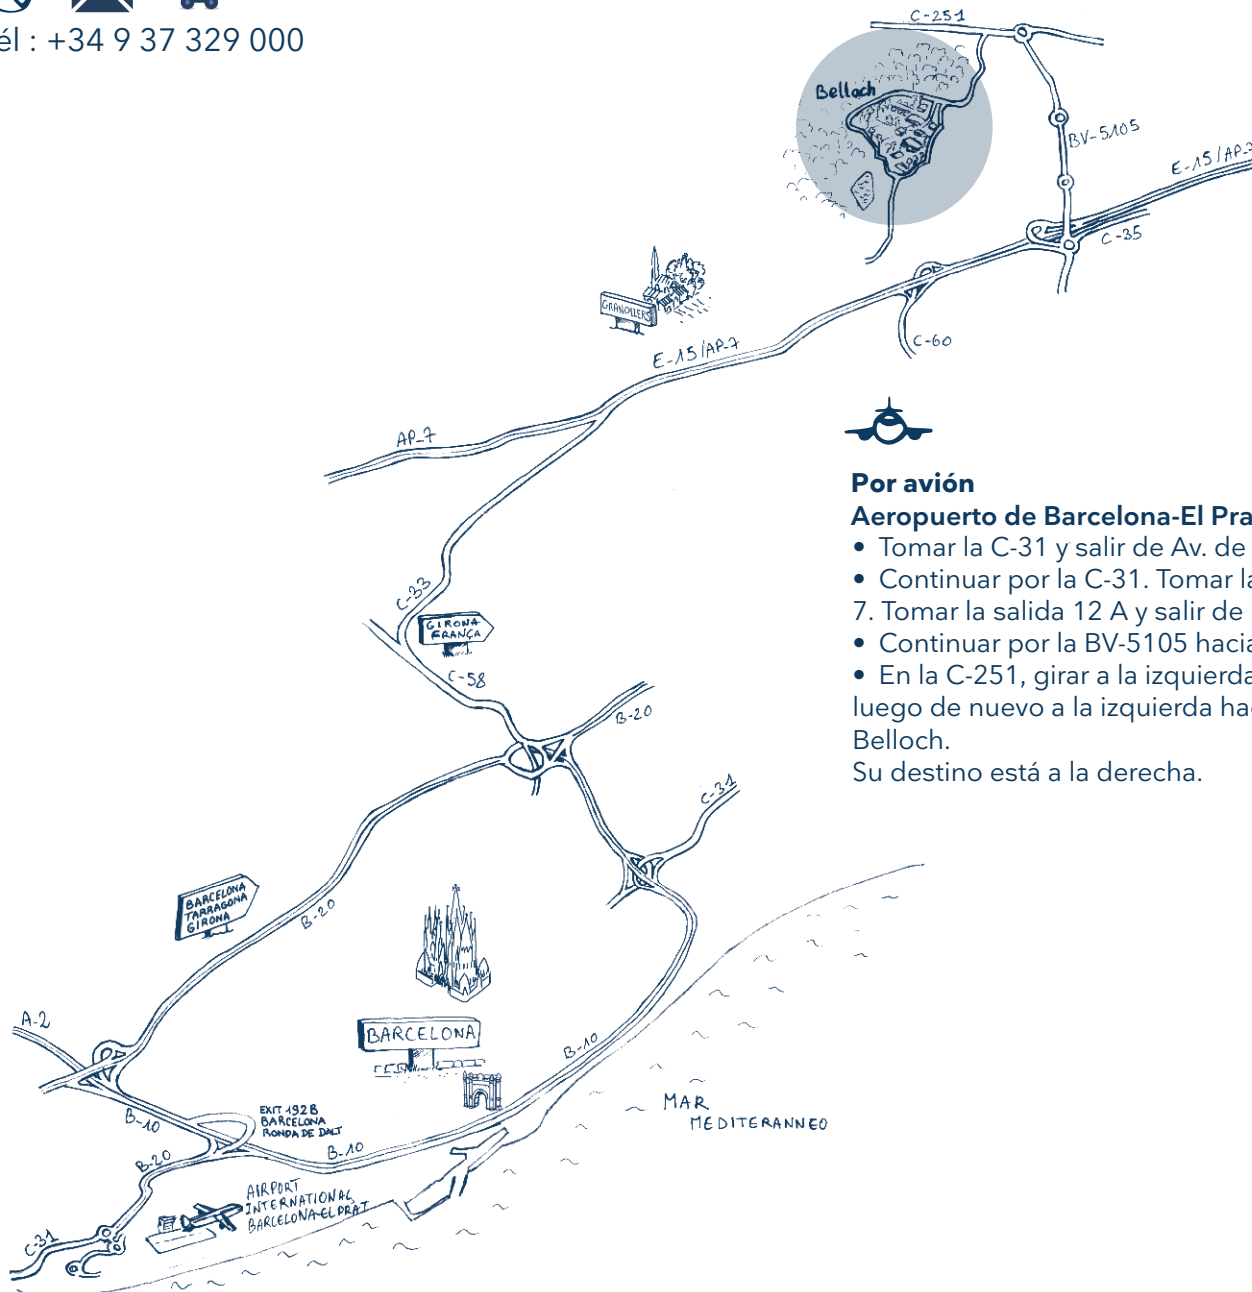 él : +34 9 37 329 000
C-251
Belloch
BV-5105
E-15/AP-7
C-35
GRANOLLERS
C-60
E-15/AP-7
AP-7
Por avión
Aeropuerto de Barcelona-El Pra
• Tomar la C-31 y salir de Av. de
• Continuar por la C-31. Tomar la
7. Tomar la salida 12 A y salir de
• Continuar por la BV-5105 hacia
• En la C-251, girar a la izquierda
luego de nuevo a la izquierda ha
Belloch.
Su destino está a la derecha.
C-33
GIRONA
FRANÇA
C-58
B-20
C-31
BARCELONA
TARRAGONA
GIRONA
B-20
A-2
BARCELONA
B-10
MAR
MEDITERANNEO
EXIT 192B
BARCELONA
RONDA DE DALT
B-10
B-10
B-20
AIRPORT
INTERNATIONAL
BARCELONA-EL PRAT
C-31